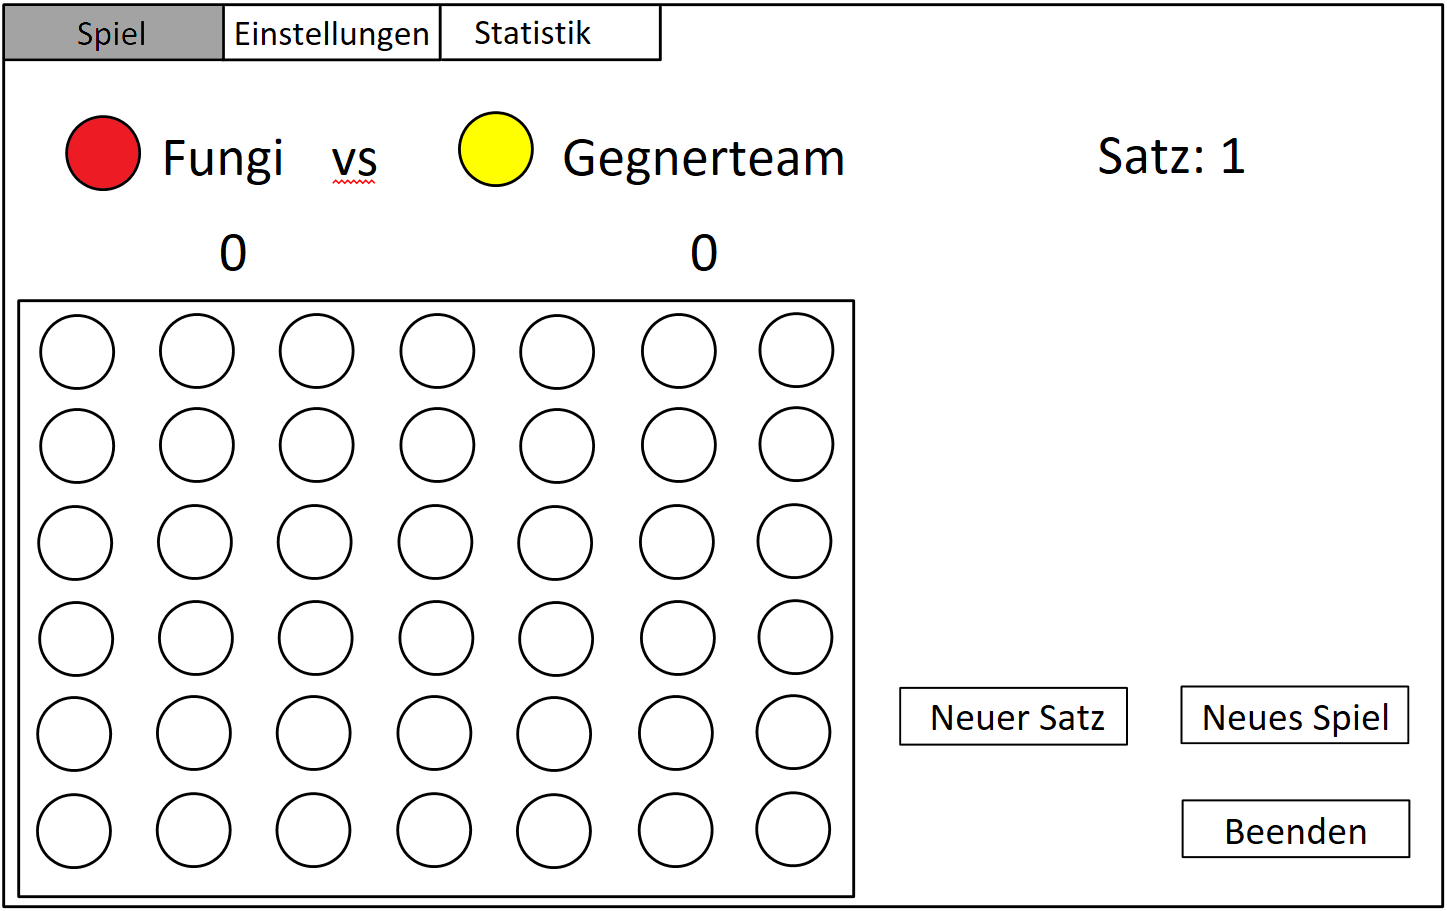 Spiel Einstellungen Statistik
Fungi vs Gegnerteam Satz: 1
0 0
Neuer Satz Neues Spiel
Beenden